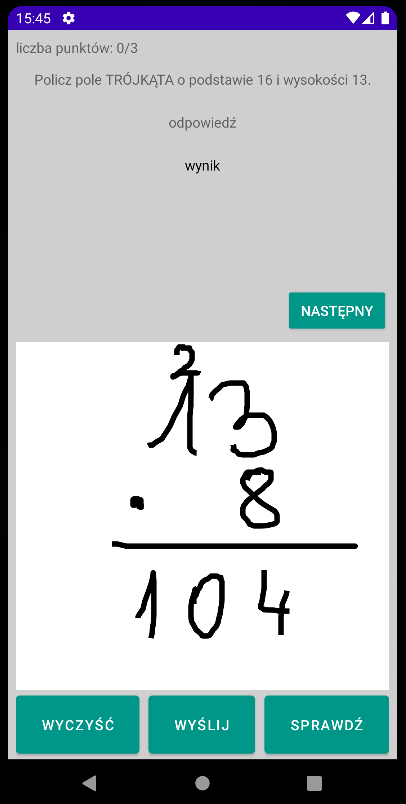 15:45
liczba punktów: 0/3
Policz pole TRÓJKĄTA o podstawie 16 i wysokości 13.
odpowiedź
wynik
NASTĘPNY
2
13
· 8
104
WYCZYŚĆ WYŚLIJ SPRAWDŹ